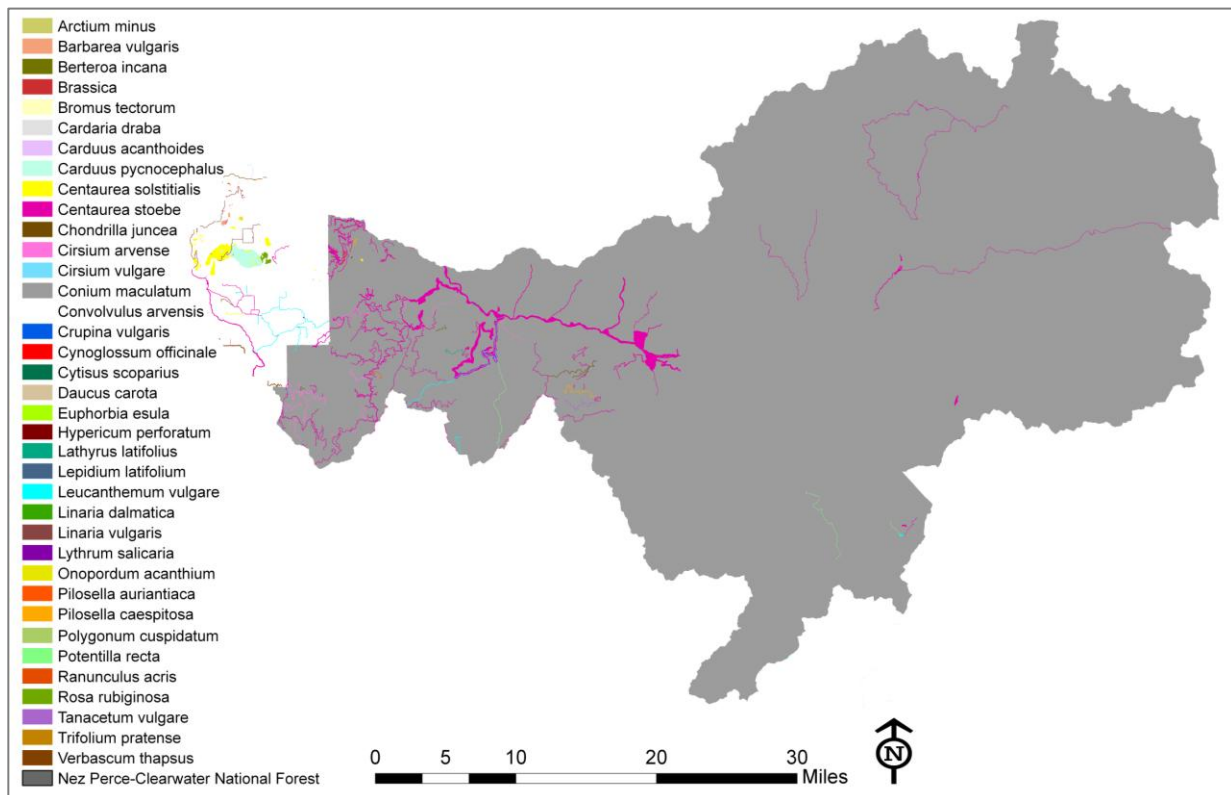 Arctium minus
Barbarea vulgaris
Berteroa incana
Brassica
Bromus tectorum
Cardaria draba
Carduus acanthoides
Carduus pycnocephalus
Centaurea solstitialis
Centaurea stoebe
Chondrilla juncea
Cirsium arvense
Cirsium vulgare
Conium maculatum
Convolvulus arvensis
Crupina vulgaris
Cynoglossum officinale
Cytisus scoparius
Daucus carota
Euphorbia esula
Hypericum perforatum
Lathyrus latifolius
Lepidium latifolium
Leucanthemum vulgare
Linaria dalmatica
Linaria vulgaris
Lythrum salicaria
Onopordum acanthium
Pilosella auriantiaca
Pilosella caespitosa
Polygonum cuspidatum
Potentilla recta
Ranunculus acris
Rosa rubiginosa
Tanacetum vulgare
Trifolium pratense
Verbascum thapsus
Nez Perce-Clearwater National Forest
0 5 10 20 30
Miles
N